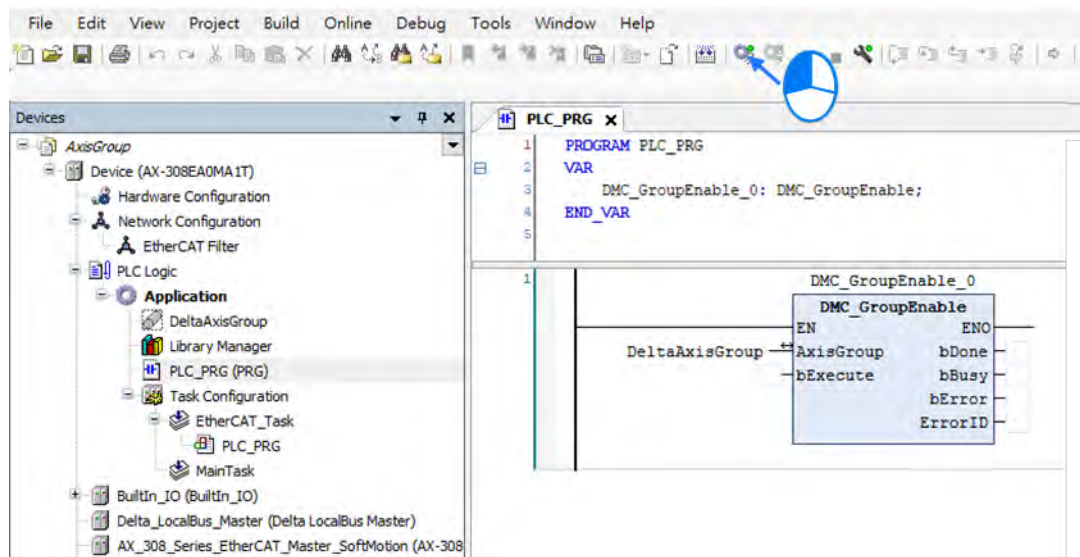 File Edit View Project Build Online Debug Tools Window Help
Devices
AxisGroup
Device (AX-308EA0MA1T)
Hardware Configuration
Network Configuration
EtherCAT Filter
PLC Logic
Application
DeltaAxisGroup
Library Manager
PLC_PRG (PRG)
Task Configuration
EtherCAT_Task
PLC_PRG
MainTask
BuiltIn_IO (BuiltIn_IO)
Delta_LocalBus_Master (Delta LocalBus Master)
AX_308_Series_EtherCAT_Master_SoftMotion (AX-308
PLC_PRG
1 PROGRAM PLC_PRG
2 VAR
3 DMC_GroupEnable_0: DMC_GroupEnable;
4 END_VAR
5
1
DMC_GroupEnable_0
DMC_GroupEnable
EN ENO
DeltaAxisGroup AxisGroup bDone
bExecute bBusy
bError
ErrorID